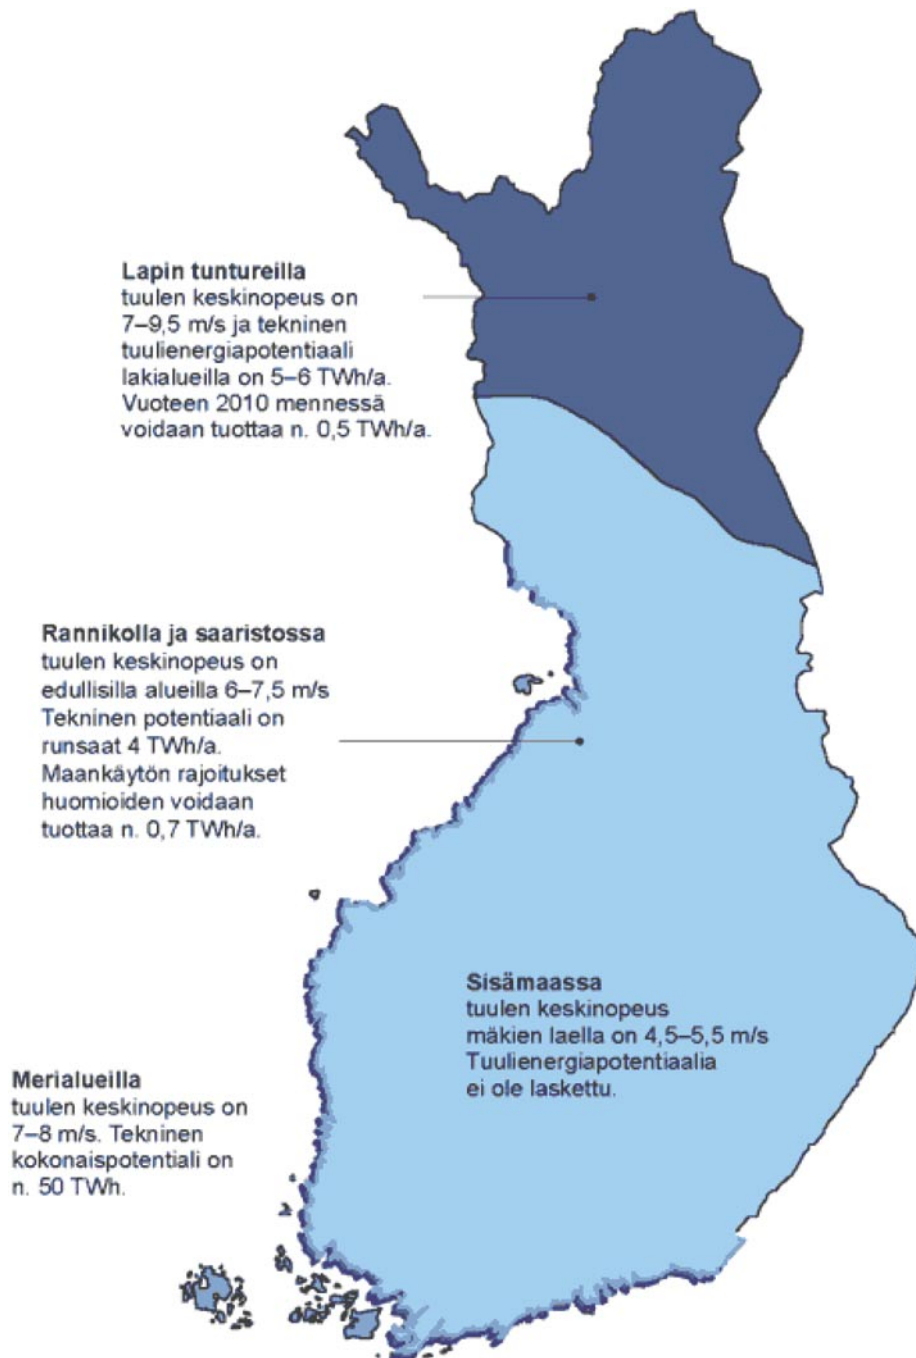 Lapin tuntureilla
tuulen keskinopeus on
7–9,5 m/s ja tekninen
tuulienergiapotentiaali
lakialueilla on 5–6 TWh/a.
Vuoteen 2010 mennessä
voidaan tuottaa n. 0,5 TWh/a.
Rannikolla ja saaristossa
tuulen keskinopeus on
edullisilla alueilla 6–7,5 m/s
Tekninen potentiaali on
runsaat 4 TWh/a.
Maankäytön rajoitukset
huomioiden voidaan
tuottaa n. 0,7 TWh/a.
Sisämaassa
tuulen keskinopeus
mäkien laella on 4,5–5,5 m/s
Tuulienergiapotentiaalia
ei ole laskettu.
Merialueilla
tuulen keskinopeus on
7–8 m/s. Tekninen
kokonaispotentiali on
n. 50 TWh.